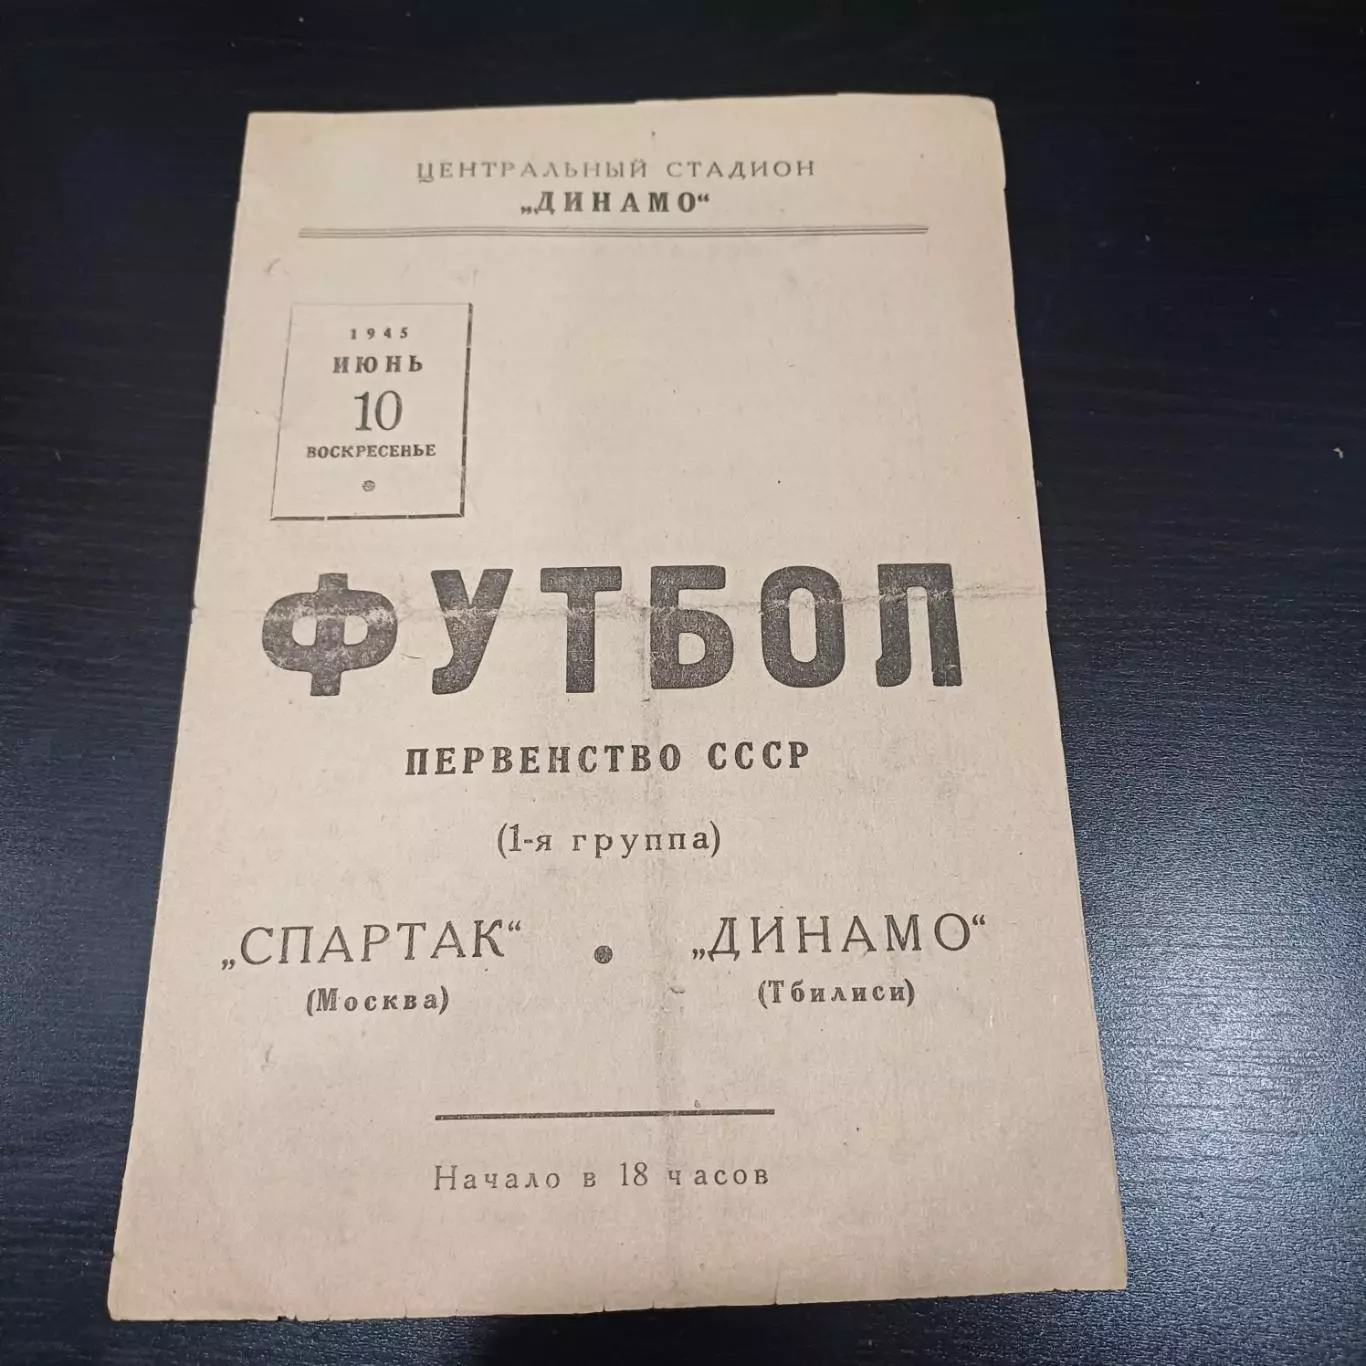 ЦЕНТРАЛЬНЫЙ СТАДИОН
„ДИНАМО“
1945
ИЮНЬ
10
ВОСКРЕСЕНЬЕ
ФУТБОЛ
ПЕРВЕНСТВО СССР
(1-я группа)
„СПАРТАК“ • „ДИНАМО“
(Москва) (Тбилиси)
Начало в 18 часов